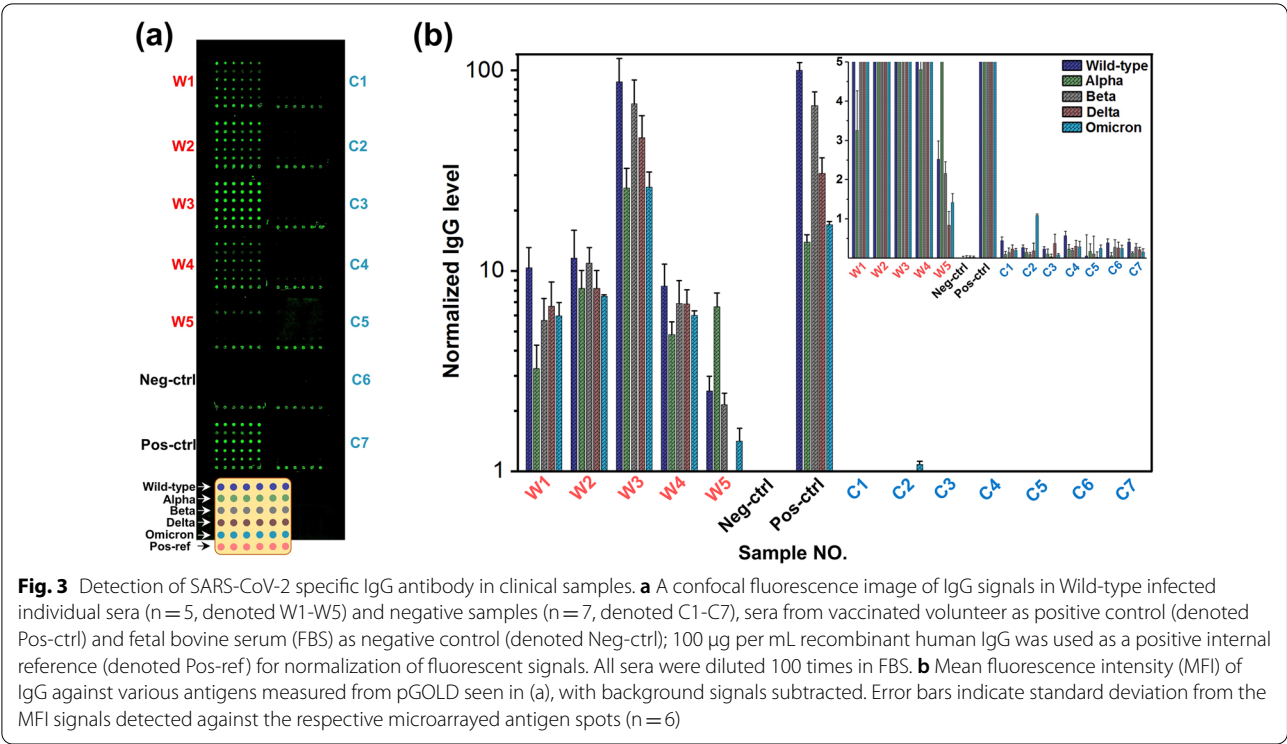 (a)
W1
W2
W3
W4
W5
Neg-ctrl
Pos-ctrl
C1
C2
C3
C4
C5
C6
C7
Wild-type
Alpha
Beta
Delta
Omicron
Pos-ref
(b)
Normalized IgG level
100
10
1
W1 W2 W3 W4 W5 Neg-ctrl Pos-ctrl C1 C2 C3 C4 C5 C6 C7
Sample NO.
5
4
3
2
1
W1 W2 W3 W4 W5 Neg-ctrl Pos-ctrl C1 C2 C3 C4 C5 C6 C7
Wild-type
Alpha
Beta
Delta
Omicron
Fig. 3 Detection of SARS-CoV-2 specific IgG antibody in clinical samples. a A confocal fluorescence image of IgG signals in Wild-type infected
individual sera (n = 5, denoted W1-W5) and negative samples (n = 7, denoted C1-C7), sera from vaccinated volunteer as positive control (denoted
Pos-ctrl) and fetal bovine serum (FBS) as negative control (denoted Neg-ctrl); 100 μg per mL recombinant human IgG was used as a positive internal
reference (denoted Pos-ref) for normalization of fluorescent signals. All sera were diluted 100 times in FBS. b Mean fluorescence intensity (MFI) of
IgG against various antigens measured from pGOLD seen in (a), with background signals subtracted. Error bars indicate standard deviation from the
MFI signals detected against the respective microarrayed antigen spots (n = 6)